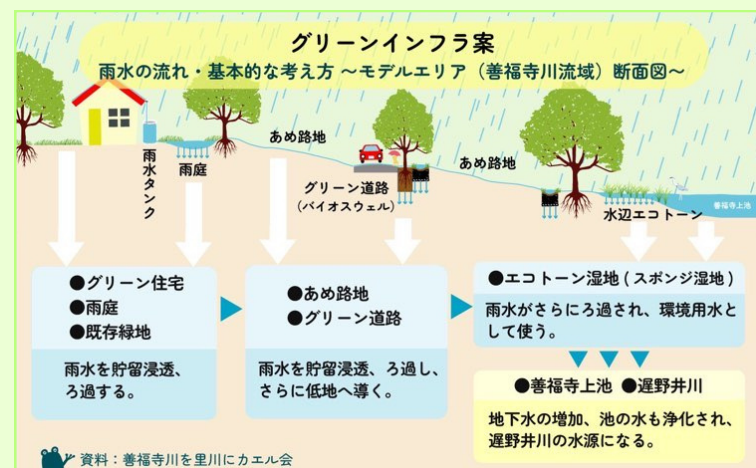 グリーンインフラ案
雨水の流れ・基本的な考え方 〜モデルエリア（善福寺川流域）断面図〜
雨水タンク
雨庭
あめ路地
グリーン道路
（バイオスウェル）
あめ路地
水辺エコトーン
善福寺上池
●グリーン住宅
●雨庭
●既存緑地
雨水を貯留浸透、
ろ過する。
●あめ路地
●グリーン道路
雨水を貯留浸透、ろ過し、
さらに低地へ導く。
●エコトーン湿地 ( スポンジ湿地 )
雨水がさらにろ過され、環境用水と
して使う。
●善福寺上池 ●遅野井川
地下水の増加、池の水も浄化され、
遅野井川の水源になる。
資料：善福寺川を里川にカエル会